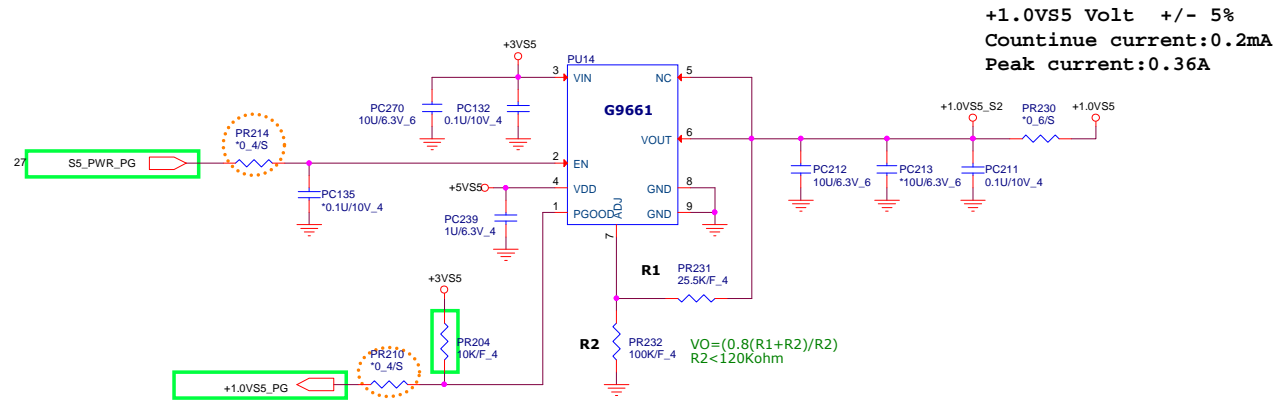 +1.0VS5 Volt +/- 5%
Countinue current:0.2mA
Peak current:0.36A
+3VS5
PU14
3
VIN
NC
5
G9661
PC270
10U/6.3V_6
PC132
0.1U/10V_4
+1.0VS5_S2
PR230
*0_6/S
+1.0VS5
PR214
*0_4/S
VOUT
6
27
S5_PWR_PG
2
EN
PC212
10U/6.3V_6
PC213
*10U/6.3V_6
PC211
0.1U/10V_4
PC135
*0.1U/10V_4
+5VS5
4
VDD
GND
8
1
PGOOD
ADJ
GND
9
PC239
1U/6.3V_4
7
+3VS5
R1
PR231
25.5K/F_4
PR204
10K/F_4
R2
PR232
100K/F_4
VO=(0.8(R1+R2)/R2)
R2<120Kohm
PR210
*0_4/S
+1.0VS5_PG